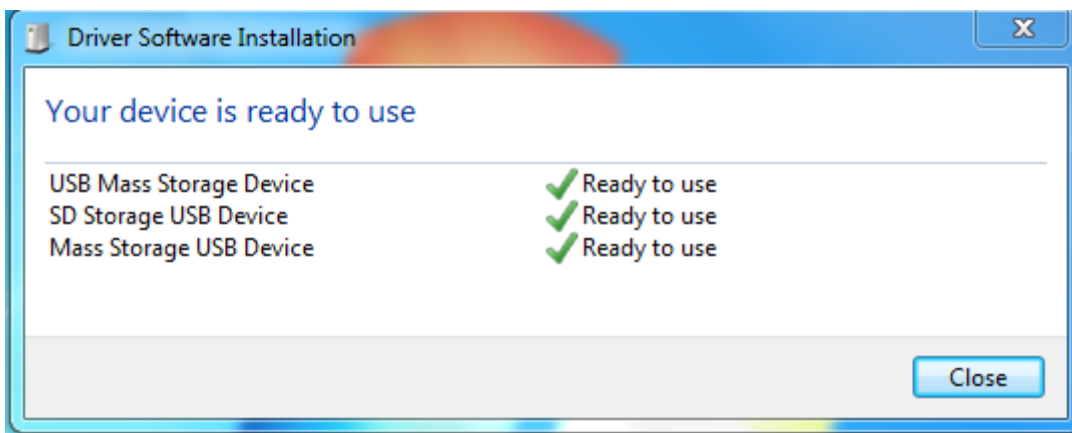 Driver Software Installation
Your device is ready to use
USB Mass Storage Device Ready to use
SD Storage USB Device Ready to use
Mass Storage USB Device Ready to use
Close